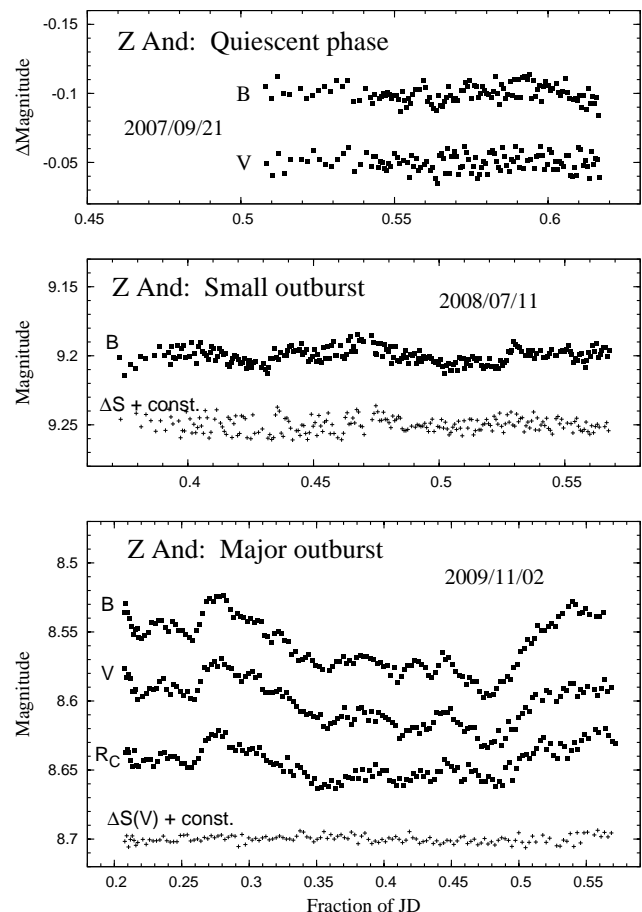 Z And: Quiescent phase
-0.15
-0.1
-0.05
ΔMagnitude
B
2007/09/21
V
0.45 0.5 0.55 0.6
Z And: Small outburst
2008/07/11
9.15
9.2
9.25
Magnitude
B
ΔS + const.
0.4 0.45 0.5 0.55
Z And: Major outburst
2009/11/02
8.5
8.55
8.6
8.65
8.7
Magnitude
B
V
RC
ΔS(V) + const.
0.2 0.25 0.3 0.35 0.4 0.45 0.5 0.55
Fraction of JD